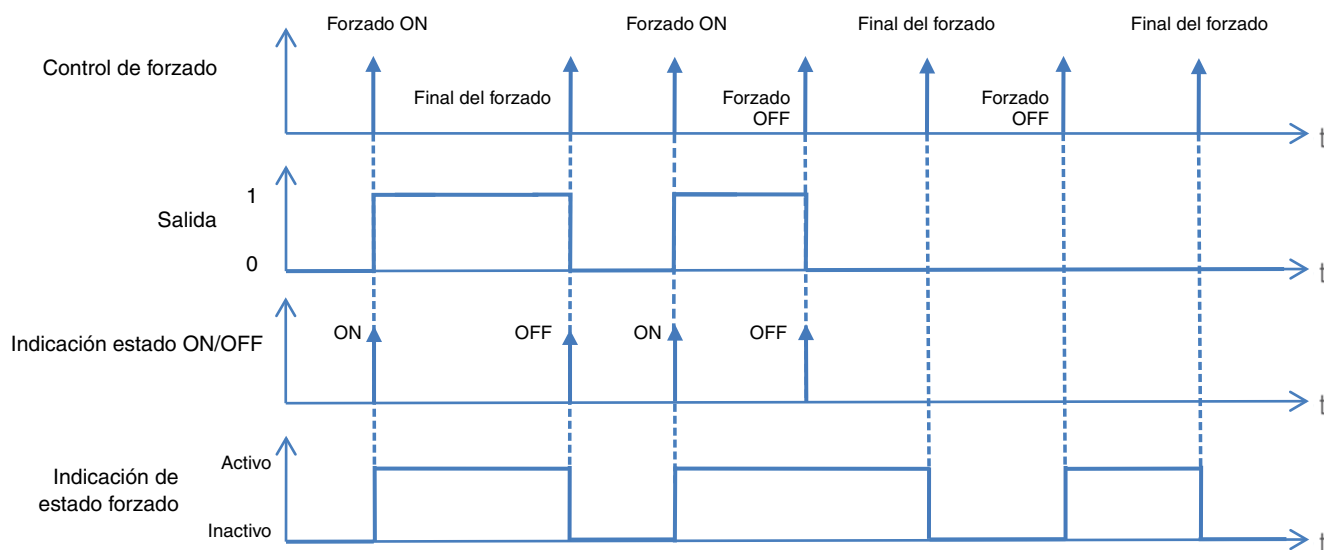 Forzado ON
Forzado ON
Final del forzado
Final del forzado
Control de forzado
Final del forzado
Forzado
OFF
Forzado
OFF
t
1
Salida
0
t
Indicación estado ON/OFF
ON
OFF
ON
OFF
t
Activo
Indicación de
estado forzado
Inactivo
t